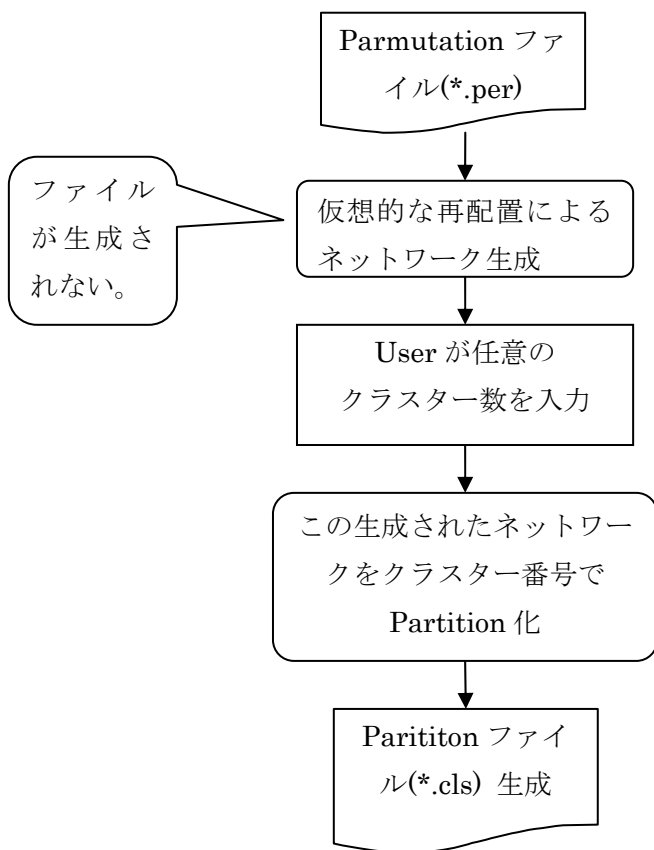 Parmutation ファ
イル(*.per)
ファイル
が生成さ
れない。
仮想的な再配置による
ネットワーク生成
User が任意の
クラスター数を入力
この生成されたネットワー
クをクラスター番号で
Partition 化
Parititon ファイ
ル(*.cls) 生成